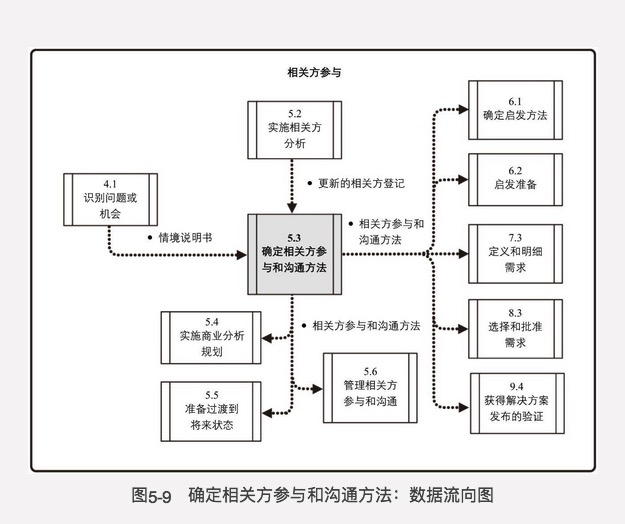 相关方参与
5.2
实施相关方
分析
6.1
确定启发方法
4.1
识别问题或
机会
• 更新的相关方登记
6.2
启发准备
• 情境说明书
5.3
确定相关方参
与和沟通方法
• 相关方参与和
沟通方法
7.3
定义和明细
需求
5.4
实施商业分析
规划
• 相关方参与和沟通方法
8.3
选择和批准
需求
5.5
准备过渡到
将来状态
5.6
管理相关方
参与和沟通
9.4
获得解决方案
发布的验证
图5-9 确定相关方参与和沟通方法：数据流向图